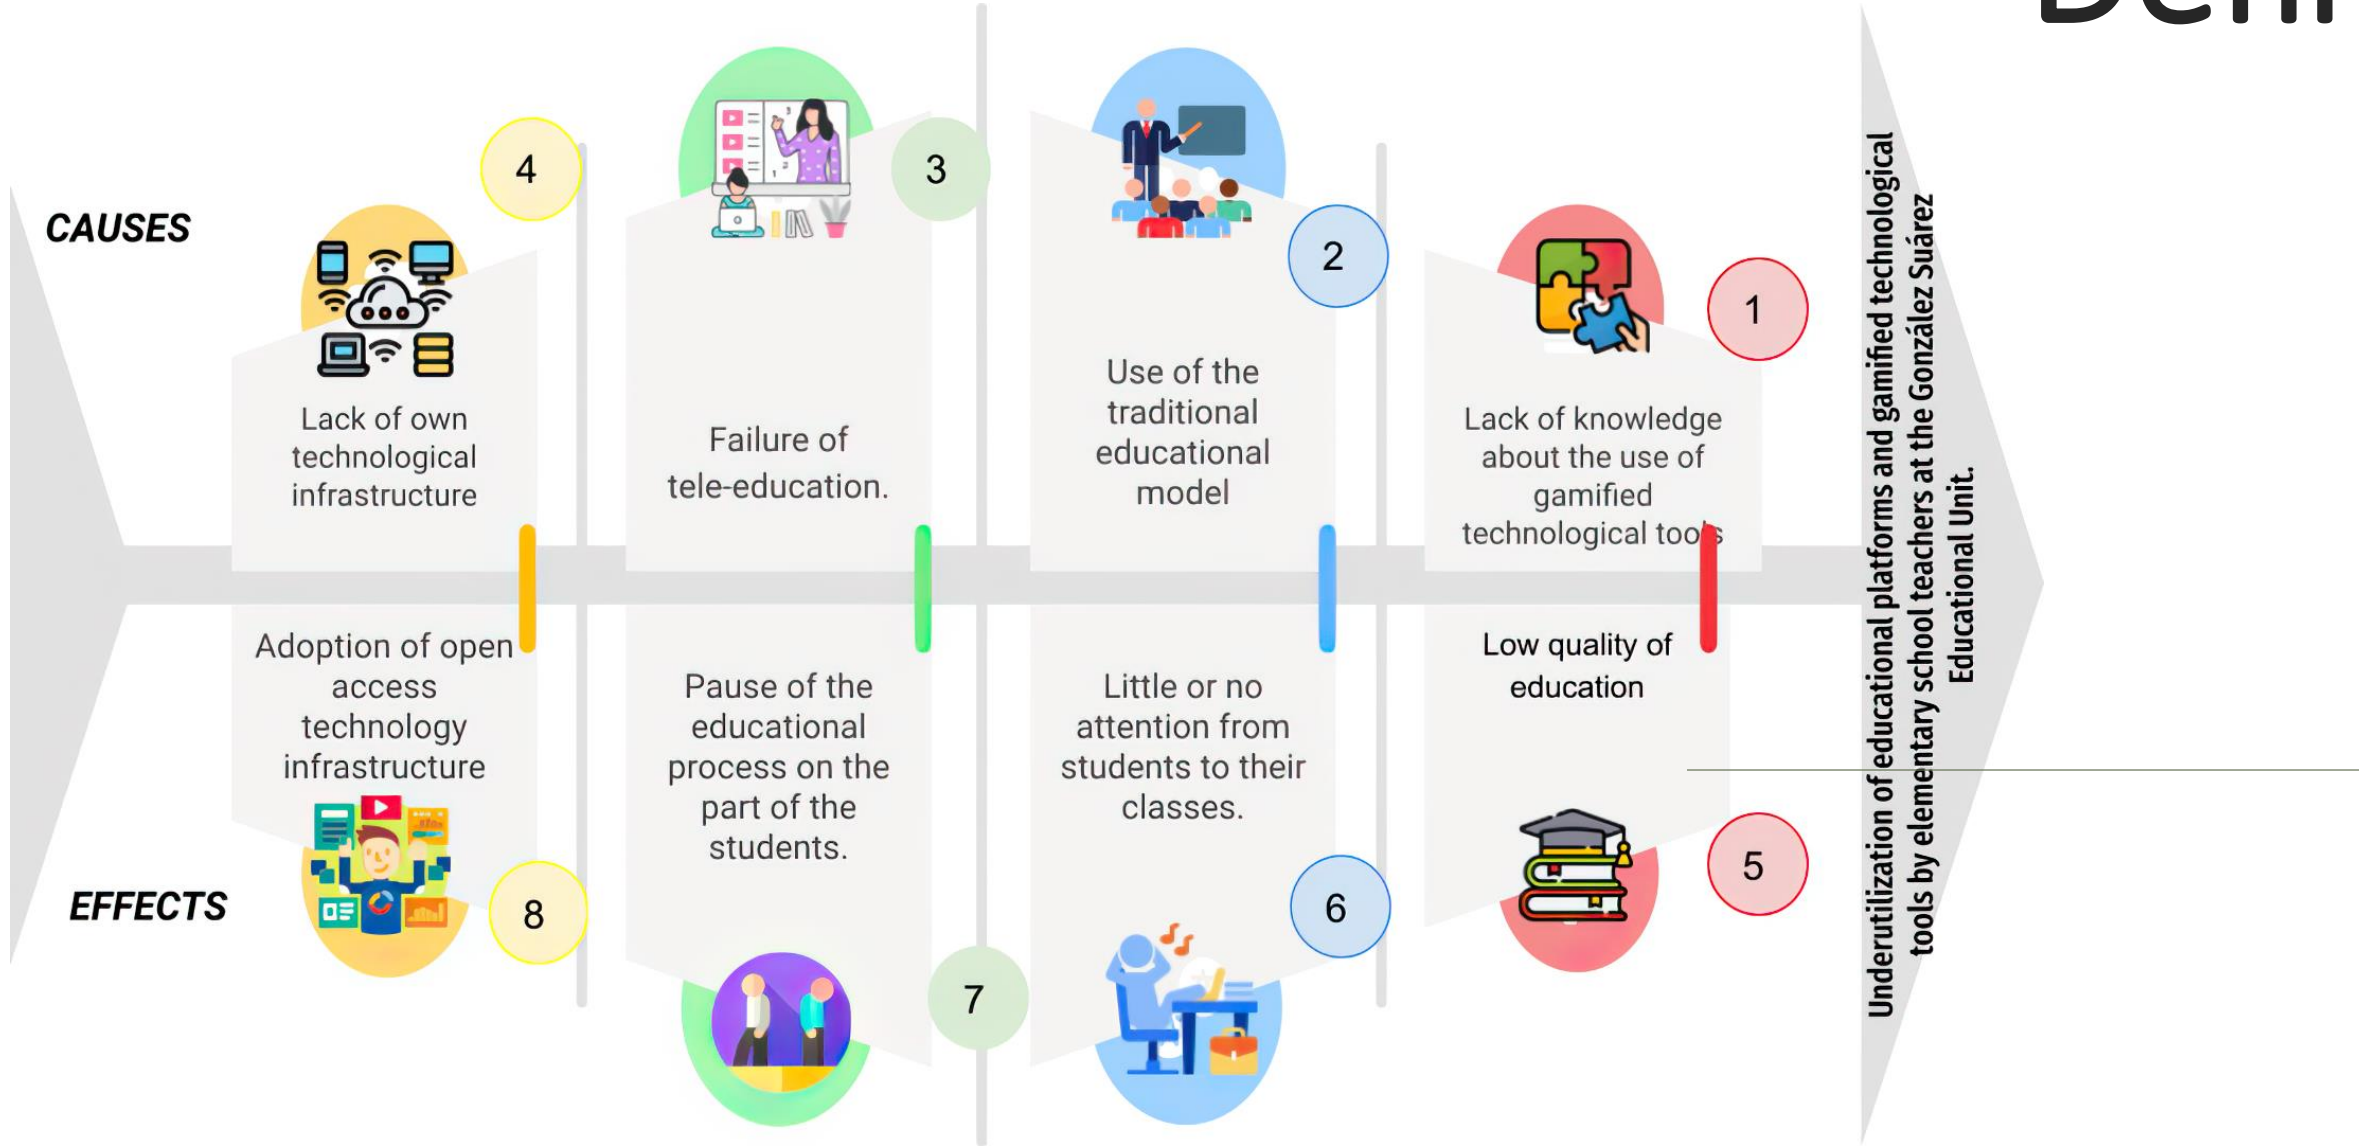 CAUSES
4
3
2
1
Lack of own
technological
infrastructure
Failure of
tele-education.
Use of the
traditional
educational
model
Lack of knowledge
about the use of
gamified
technological tools
Adoption of open
access
technology
infrastructure
Pause of the
educational
process on the
part of the
students.
Little or no
attention from
students to their
classes.
Low quality of
education
EFFECTS
8
7
6
5
Underutilization of educational platforms and gamified technological
tools by elementary school teachers at the González Suárez
Educational Unit.